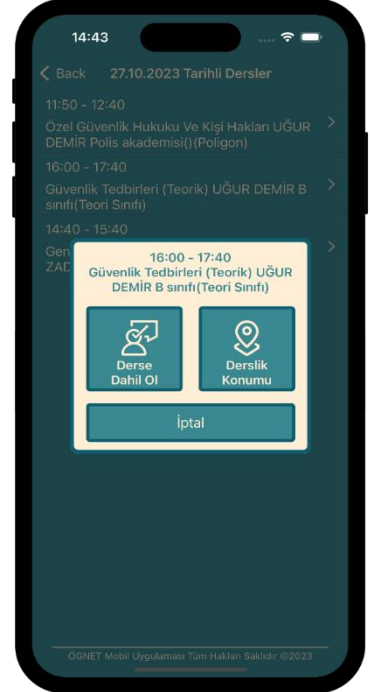 14:43
Back 27.10.2023 Tarihli Dersler
11:50 - 12:40
Özel Güvenlik Hukuku Ve Kişi Hakları UĞUR
DEMİR Polis akademisi()(Poligon)
16:00 - 17:40
Güvenlik Tedbirleri (Teorik) UĞUR DEMİR B
sınıfı(Teori Sınıfı)
14:40 - 15:40
Gen
ZAD
16:00 - 17:40
Güvenlik Tedbirleri (Teorik) UĞUR
DEMİR B sınıfı(Teori Sınıfı)
Derse
Dahil Ol
Derslik
Konumu
İptal
ÖGNET Mobil Uygulaması Tüm Hakları Saklıdır ©2023